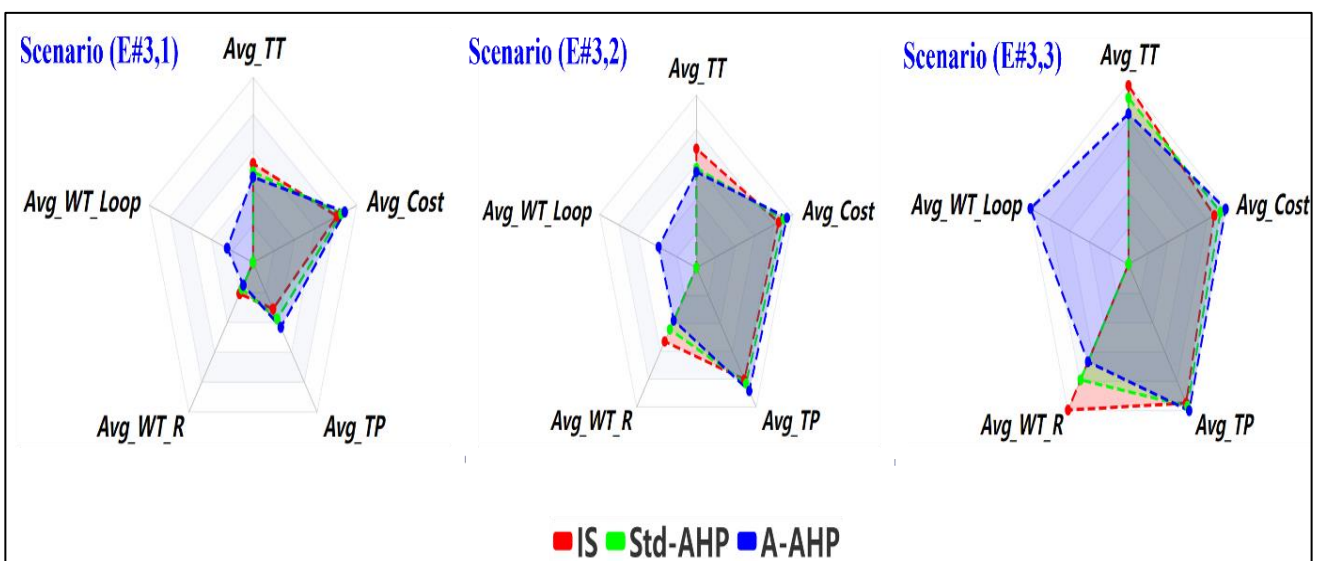 Scenario (E#3,1)
Avg_TT
Avg_Cost
Avg_TP
Avg_WT_R
Avg_WT_Loop
Scenario (E#3,2)
Avg_TT
Avg_Cost
Avg_TP
Avg_WT_R
Avg_WT_Loop
Scenario (E#3,3)
Avg_TT
Avg_Cost
Avg_TP
Avg_WT_R
Avg_WT_Loop
IS Std-AHP A-AHP